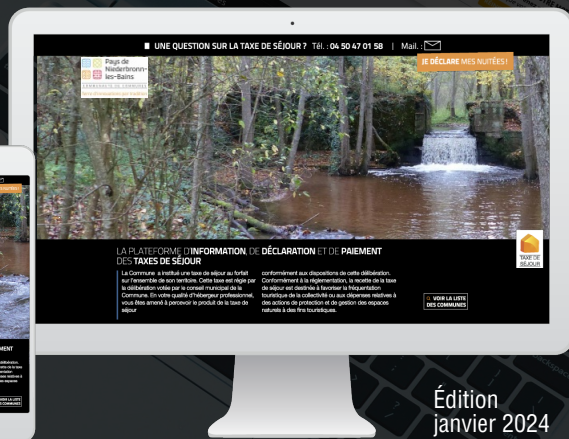 UNE QUESTION SUR LA TAXE DE SÉJOUR ? Tél. : 04 50 47 01 58 | Mail. :
JE DÉCLARE MES NUITÉES !
Pays de
Niederbronn-
les-Bains
COMMUNAUTÉ DE COMMUNES
LA PLATEFORME D'INFORMATION, DE DÉCLARATION ET DE PAIEMENT
DES TAXES DE SÉJOUR
La Commune a institué une taxe de séjour au forfait
sur l'ensemble de son territoire. Cette taxe est régie par
la délibération votée par le conseil municipal de la
Commune. En votre qualité d'hébergeur professionnel,
vous êtes amené à percevoir le produit de la taxe de
séjour
conformément aux dispositions de cette délibération.
Conformément à la réglementation, la recette de la taxe
de séjour est destinée à favoriser la fréquentation
touristique de la collectivité ou aux dépenses relatives à
des actions de protection et de gestion des espaces
naturels à des fins touristiques.
TAXE DE
SÉJOUR
VOIR LA LISTE
DES COMMUNES
EMENT
VOIR LA LISTE
DES COMMUNES
Édition
janvier 2024